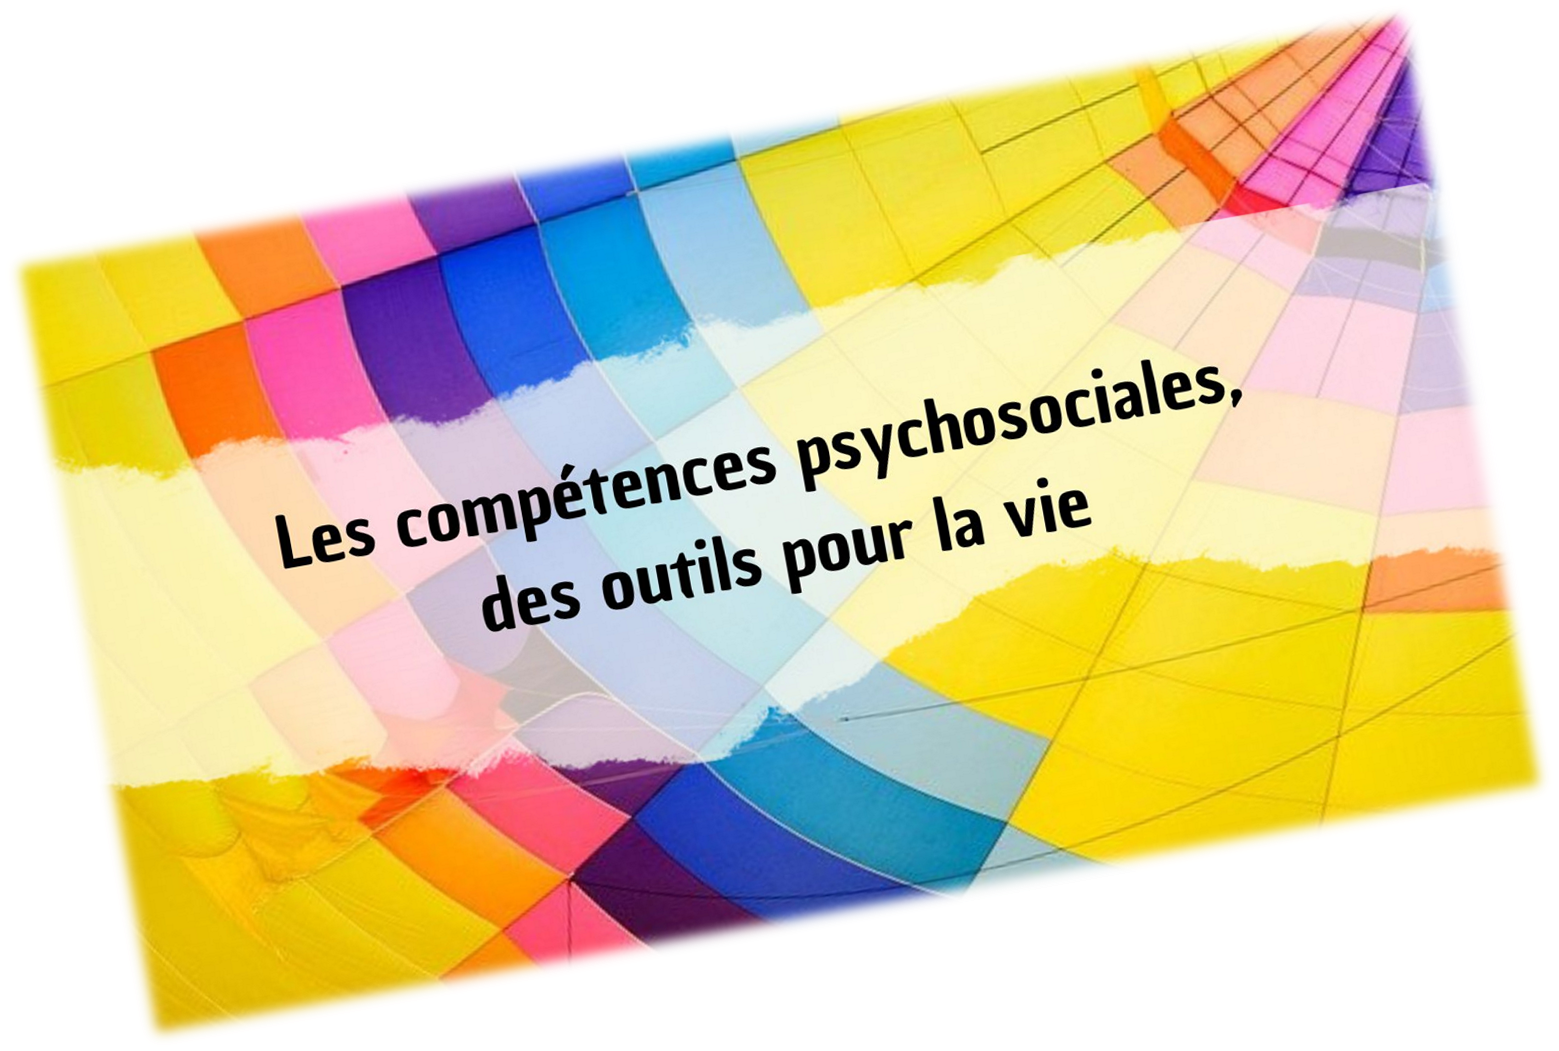 Les compétences psychosociales,
des outils pour la vie